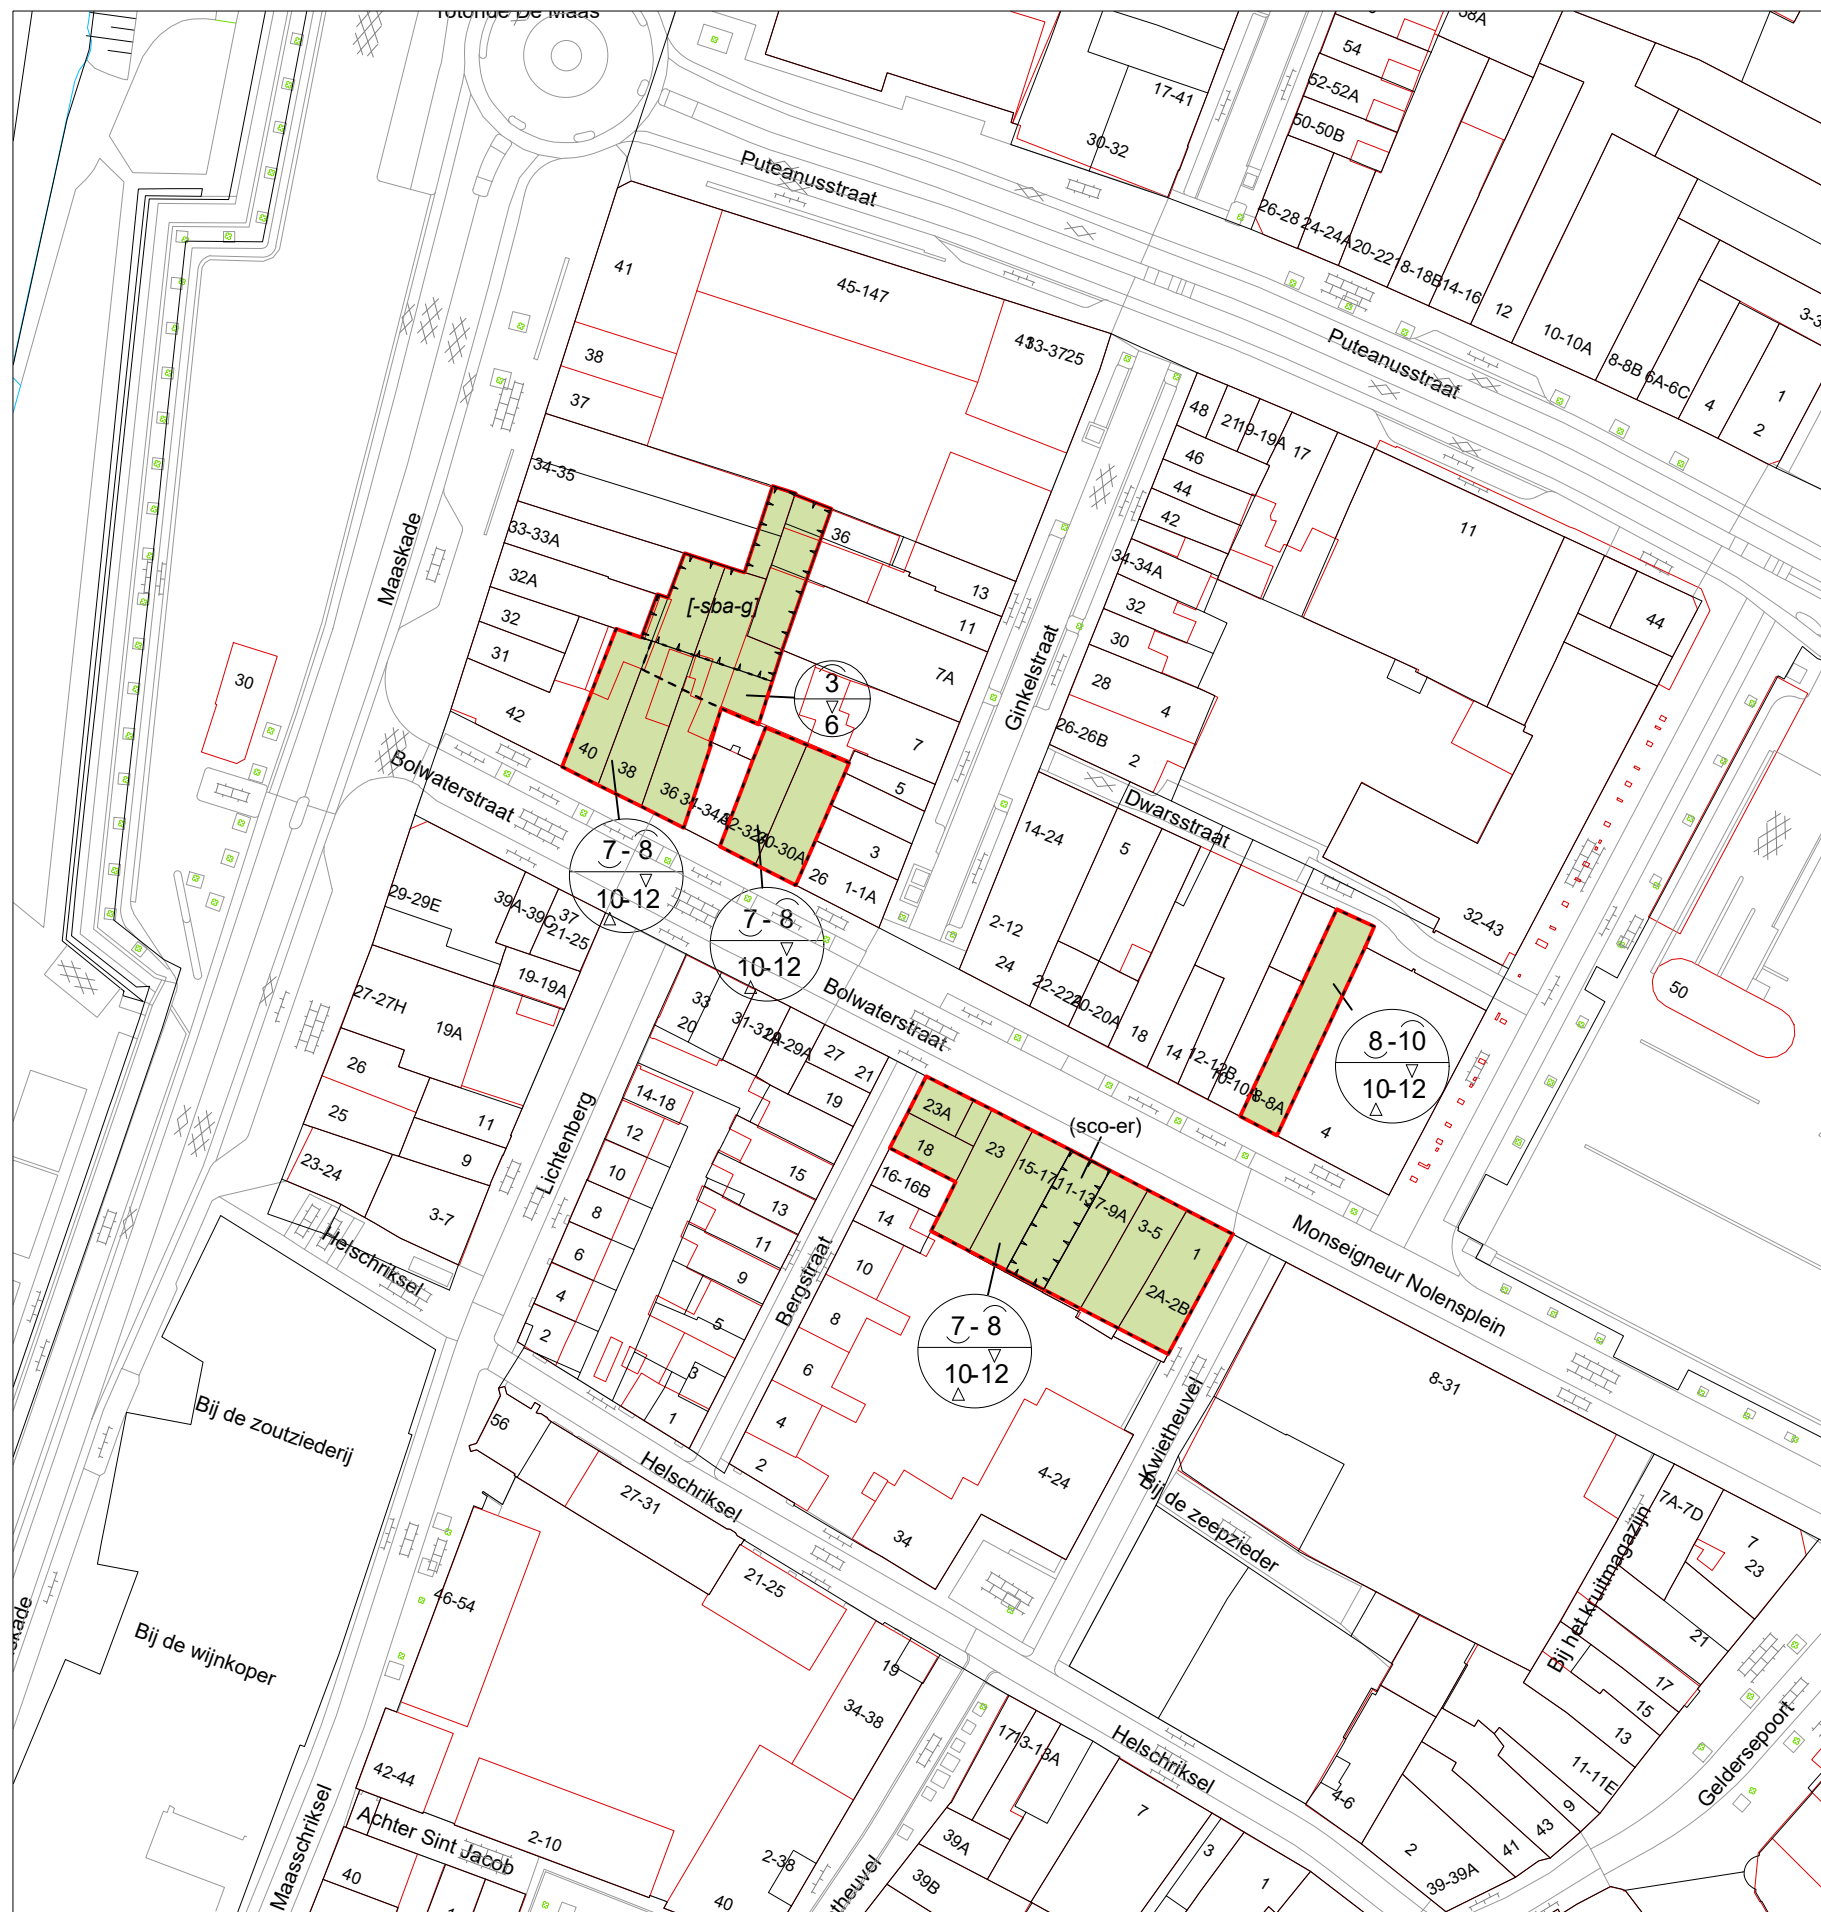 rotonde De Maas
38A
54
52-52A
50-50B
17-41
30-32
Puteanusstraat
26-28
24-24A
20-22
18-18B
14-16
12
10-10A
8-8B
6A-6C
4
2
1
41
45-147
38
37
33-37
25
Puteanusstraat
48
21
19-19A
17
46
44
42
11
34-35
33-33A
36
32A
32
31
13
11
7A
7
5
3
1-1A
26
34-34A
32
30
28
4
26-26B
2
44
[-sba-g]
Maaskade
Ginkelstraat
30
42
40
38
36
34-34A
30-30A
3
6
Bolwaterstraat
7 - 8
10-12
7 - 8
10-12
Dwarsstraat
14-24
5
2-12
24
20-20A
18
14
12-12B
8-8A
4
32-43
50
8 -10
10-12
29-29E
39A-39C
37
21-25
19-19A
27-27H
19A
26
25
11
9
23-24
3-7
Bolwaterstraat
33
20
29-29A
27
21
19
14-18
12
10
8
6
4
2
15
13
11
9
5
3
1
Lichtenberg
Bergstraat
Helschriksel
23A
18
23
15-17
11-13
7-9A
3-5
1
2A-2B
(sco-er)
16-16B
14
10
8
6
4
2
7 - 8
10-12
Monseigneur Nolensplein
Kwietheuvel
8-31
4-24
34
Bij de zoutziederij
56
27-31
Helschriksel
21-25
Bij de zeepzieder
Bij het kruitmagazijn
7A-7D
7
23
21
17
15
13
11-11E
9
43
41
39-39A
2
4-6
Geldersepoort
Bij de wijnkoper
46-54
19
34-38
42-44
Achter Sint Jacob
2-10
40
Maasschriksel
2-38
40
39A
39B
17
13-13A
7
3
1
Helschriksel